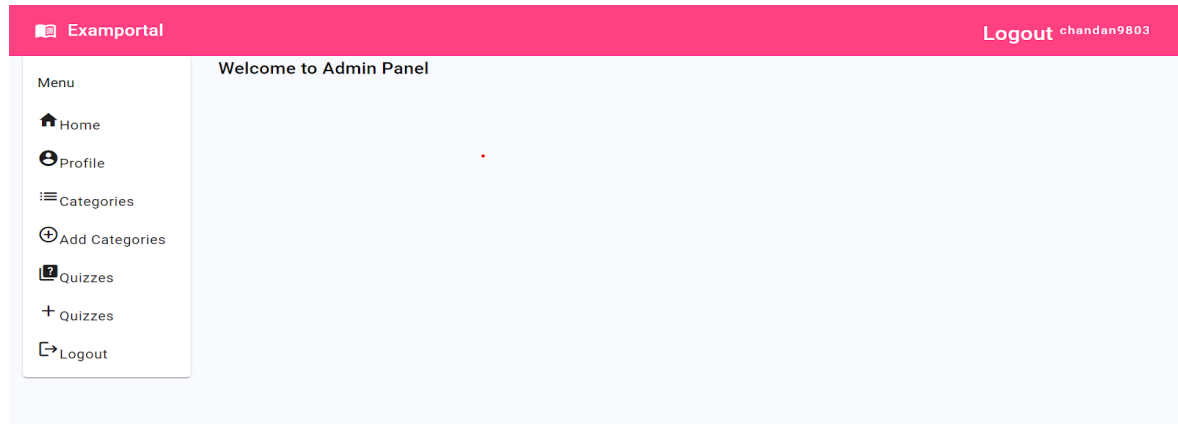 Examportal
Logout chandan9803
Menu
Welcome to Admin Panel
Home
Profile
Categories
Add Categories
Quizzes
Quizzes
Logout